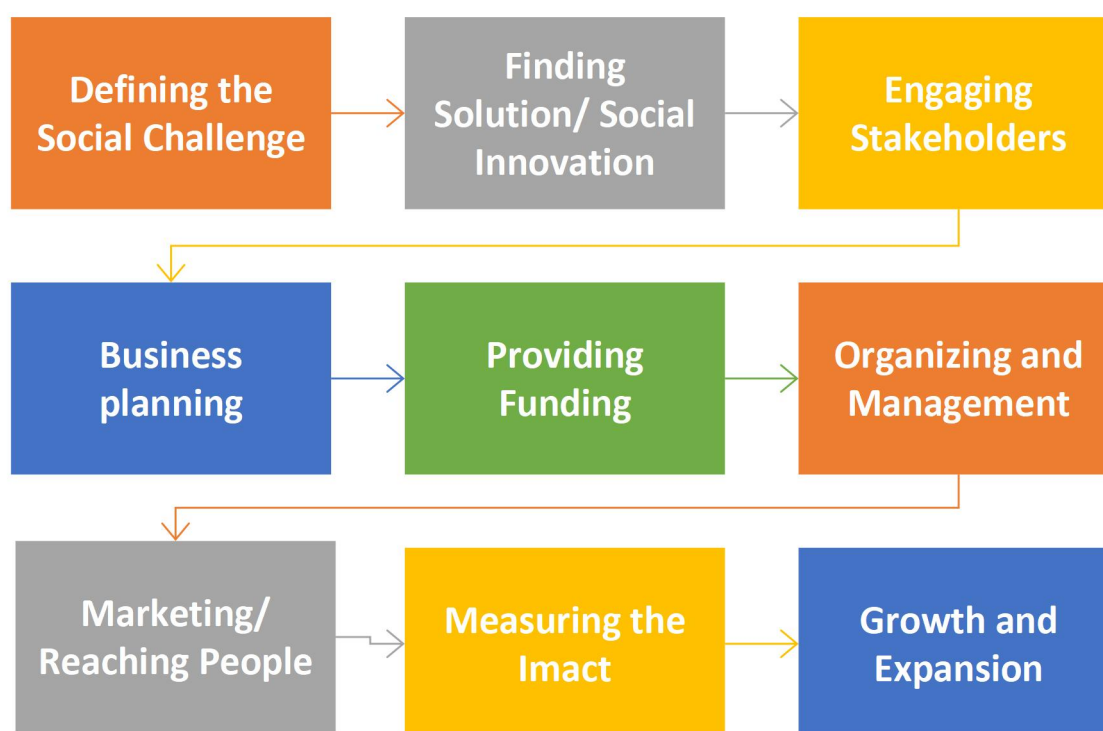 Defining the
Social Challenge
Finding
Solution/ Social
Innovation
Engaging
Stakeholders
Business
planning
Providing
Funding
Organizing and
Management
Marketing/
Reaching People
Measuring the
Imact
Growth and
Expansion